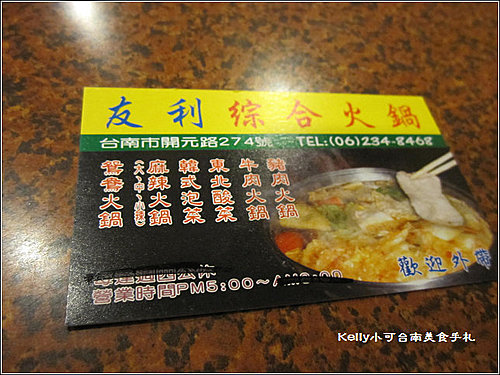 友利綜合火鍋
台南市開元路274號 TEL:(06)234-8468
鴛鴦火鍋
麻辣火鍋
(大、中、小辣)
韓式泡菜
東北酸菜
牛肉火鍋
豬肉火鍋
歡迎外帶
營業時間PM5:00~AM
Kelly小可台南美食手札